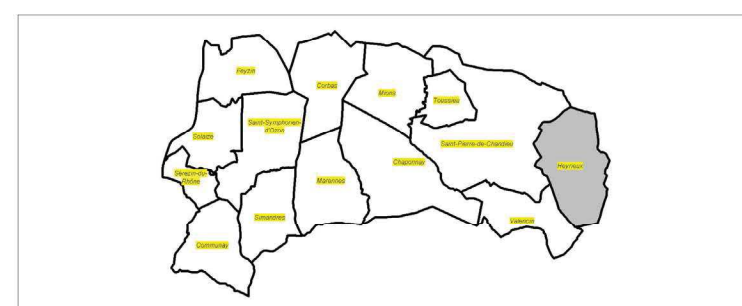 Feyzin
Corbas
Mions
Toussieu
Solaize
Saint-Symphorien-
d'Ozon
Saint-Pierre-de-Chandieu
Chaponnay
Heyrieux
Sérézin-du-
Rhône
Marennes
Simandres
Valencin
Communay